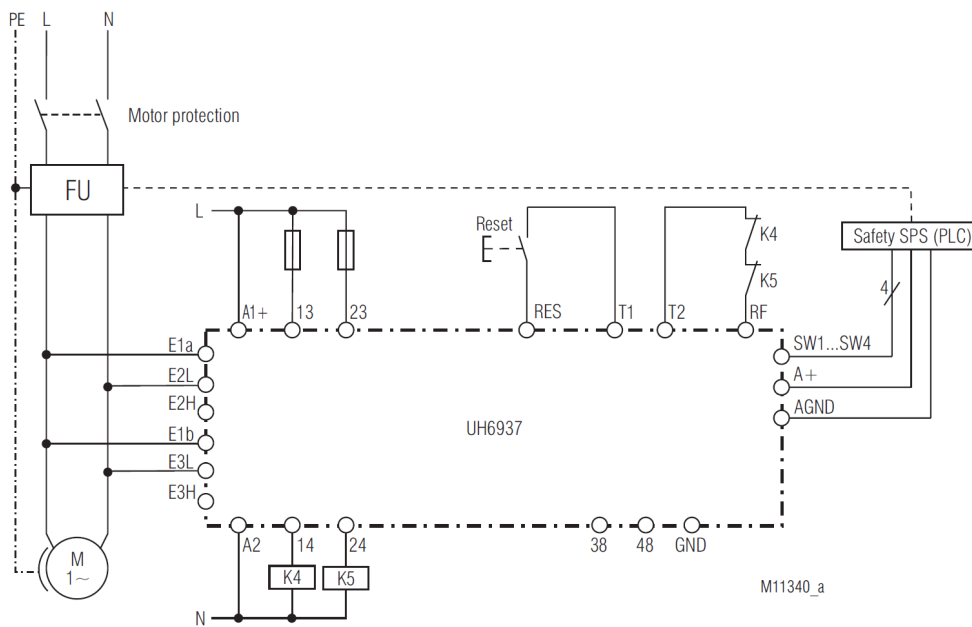 PE L N
Motor protection
FU
L
Reset
K4
K5
Safety SPS (PLC)
4
A1+ 13 23 RES T1 T2 RF
E1a
E2L
E2H
E1b
E3L
E3H
SW1...SW4
A+
AGND
UH6937
A2 14 24 38 48 GND
M
1~
K4 K5
N
M11340_a